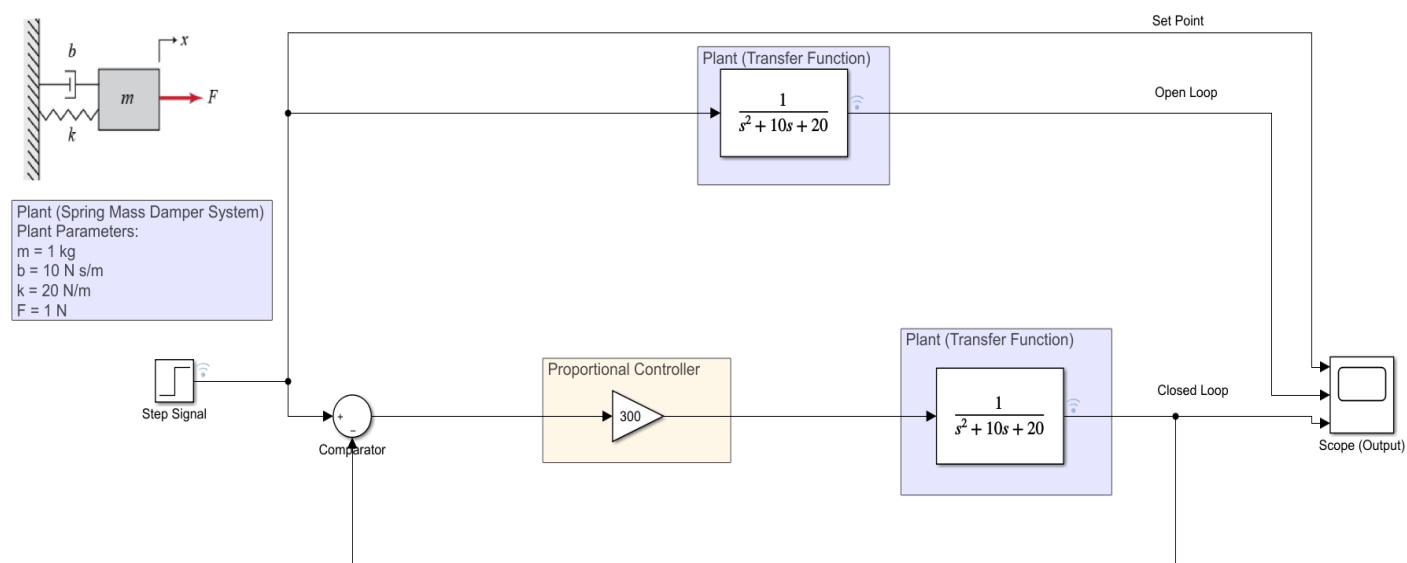 Set Point
b
x
m
F
k
Plant (Transfer Function)
1
s² + 10s + 20
Open Loop
Plant (Spring Mass Damper System)
Plant Parameters:
m = 1 kg
b = 10 N s/m
k = 20 N/m
F = 1 N
Step Signal
+
−
Comparator
Proportional Controller
300
Plant (Transfer Function)
1
s² + 10s + 20
Closed Loop
Scope (Output)